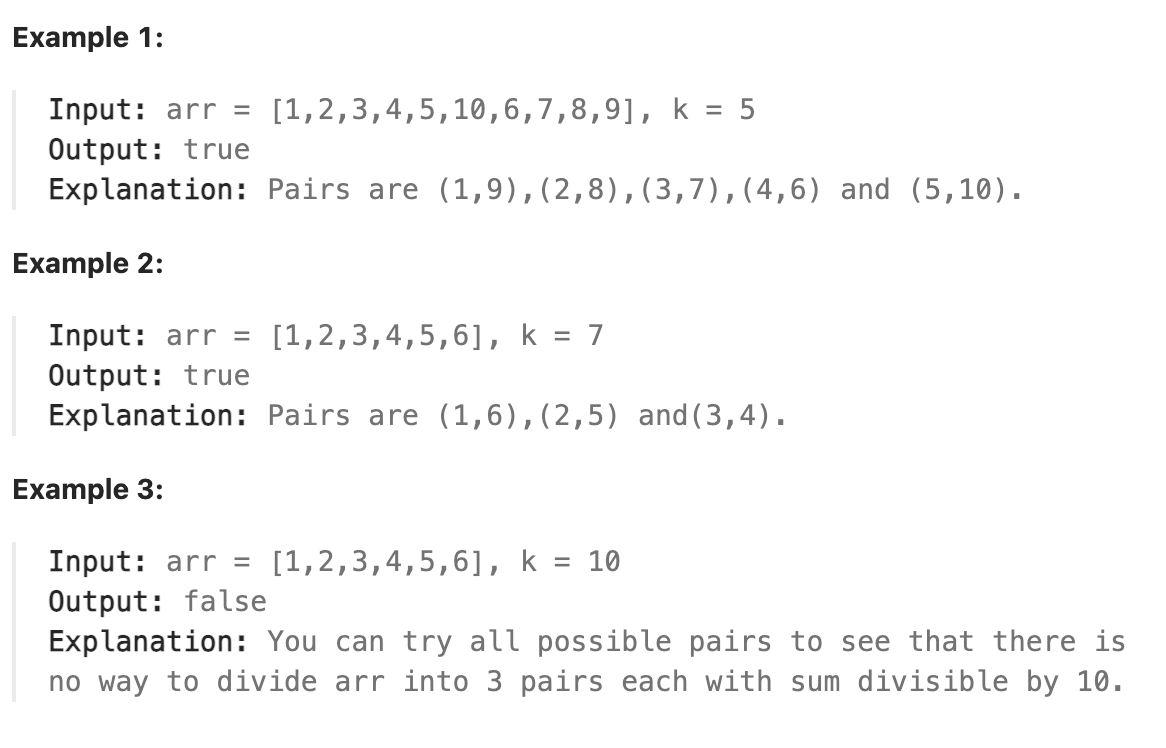 Example 1:
Input: arr = [1,2,3,4,5,10,6,7,8,9], k = 5
Output: true
Explanation: Pairs are (1,9),(2,8),(3,7),(4,6) and (5,10).
Example 2:
Input: arr = [1,2,3,4,5,6], k = 7
Output: true
Explanation: Pairs are (1,6),(2,5) and(3,4).
Example 3:
Input: arr = [1,2,3,4,5,6], k = 10
Output: false
Explanation: You can try all possible pairs to see that there is
no way to divide arr into 3 pairs each with sum divisible by 10.